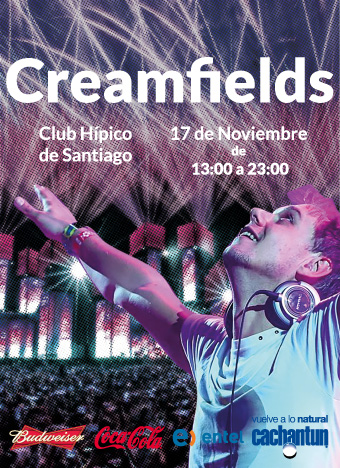 Creamfields
Club Hípico
de Santiago
17 de Noviembre
de
13:00 a 23:00
Budweiser
Coca-Cola
entel
vuelve a lo natural
cachantun